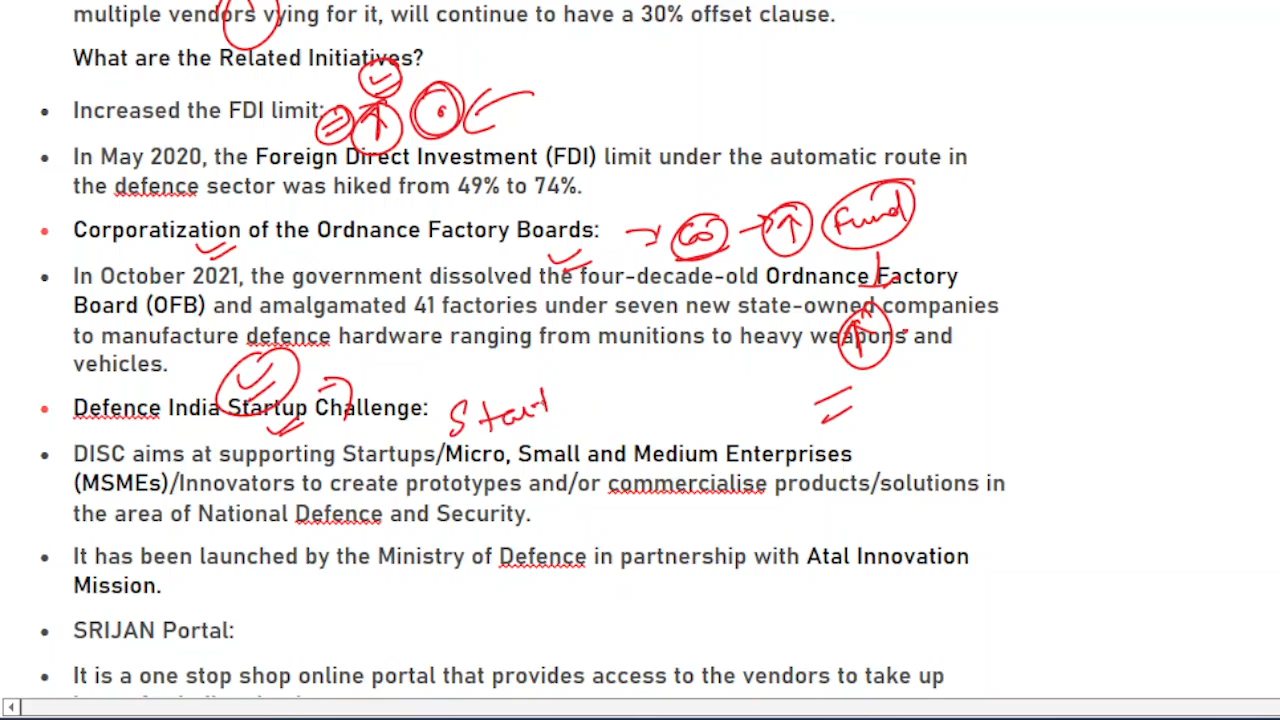 multiple vendors vying for it, will continue to have a 30% offset clause.
What are the Related Initiatives?
• Increased the FDI limit:
• In May 2020, the Foreign Direct Investment (FDI) limit under the automatic route in
the defence sector was hiked from 49% to 74%.
• Corporatization of the Ordnance Factory Boards:
Fund
• In October 2021, the government dissolved the four-decade-old Ordnance Factory
Board (OFB) and amalgamated 41 factories under seven new state-owned companies
to manufacture defence hardware ranging from munitions to heavy weapons and
vehicles.
• Defence India Startup Challenge:
Start
• DISC aims at supporting Startups/Micro, Small and Medium Enterprises
(MSMEs)/Innovators to create prototypes and/or commercialise products/solutions in
the area of National Defence and Security.
• It has been launched by the Ministry of Defence in partnership with Atal Innovation
Mission.
• SRIJAN Portal:
• It is a one stop shop online portal that provides access to the vendors to take up